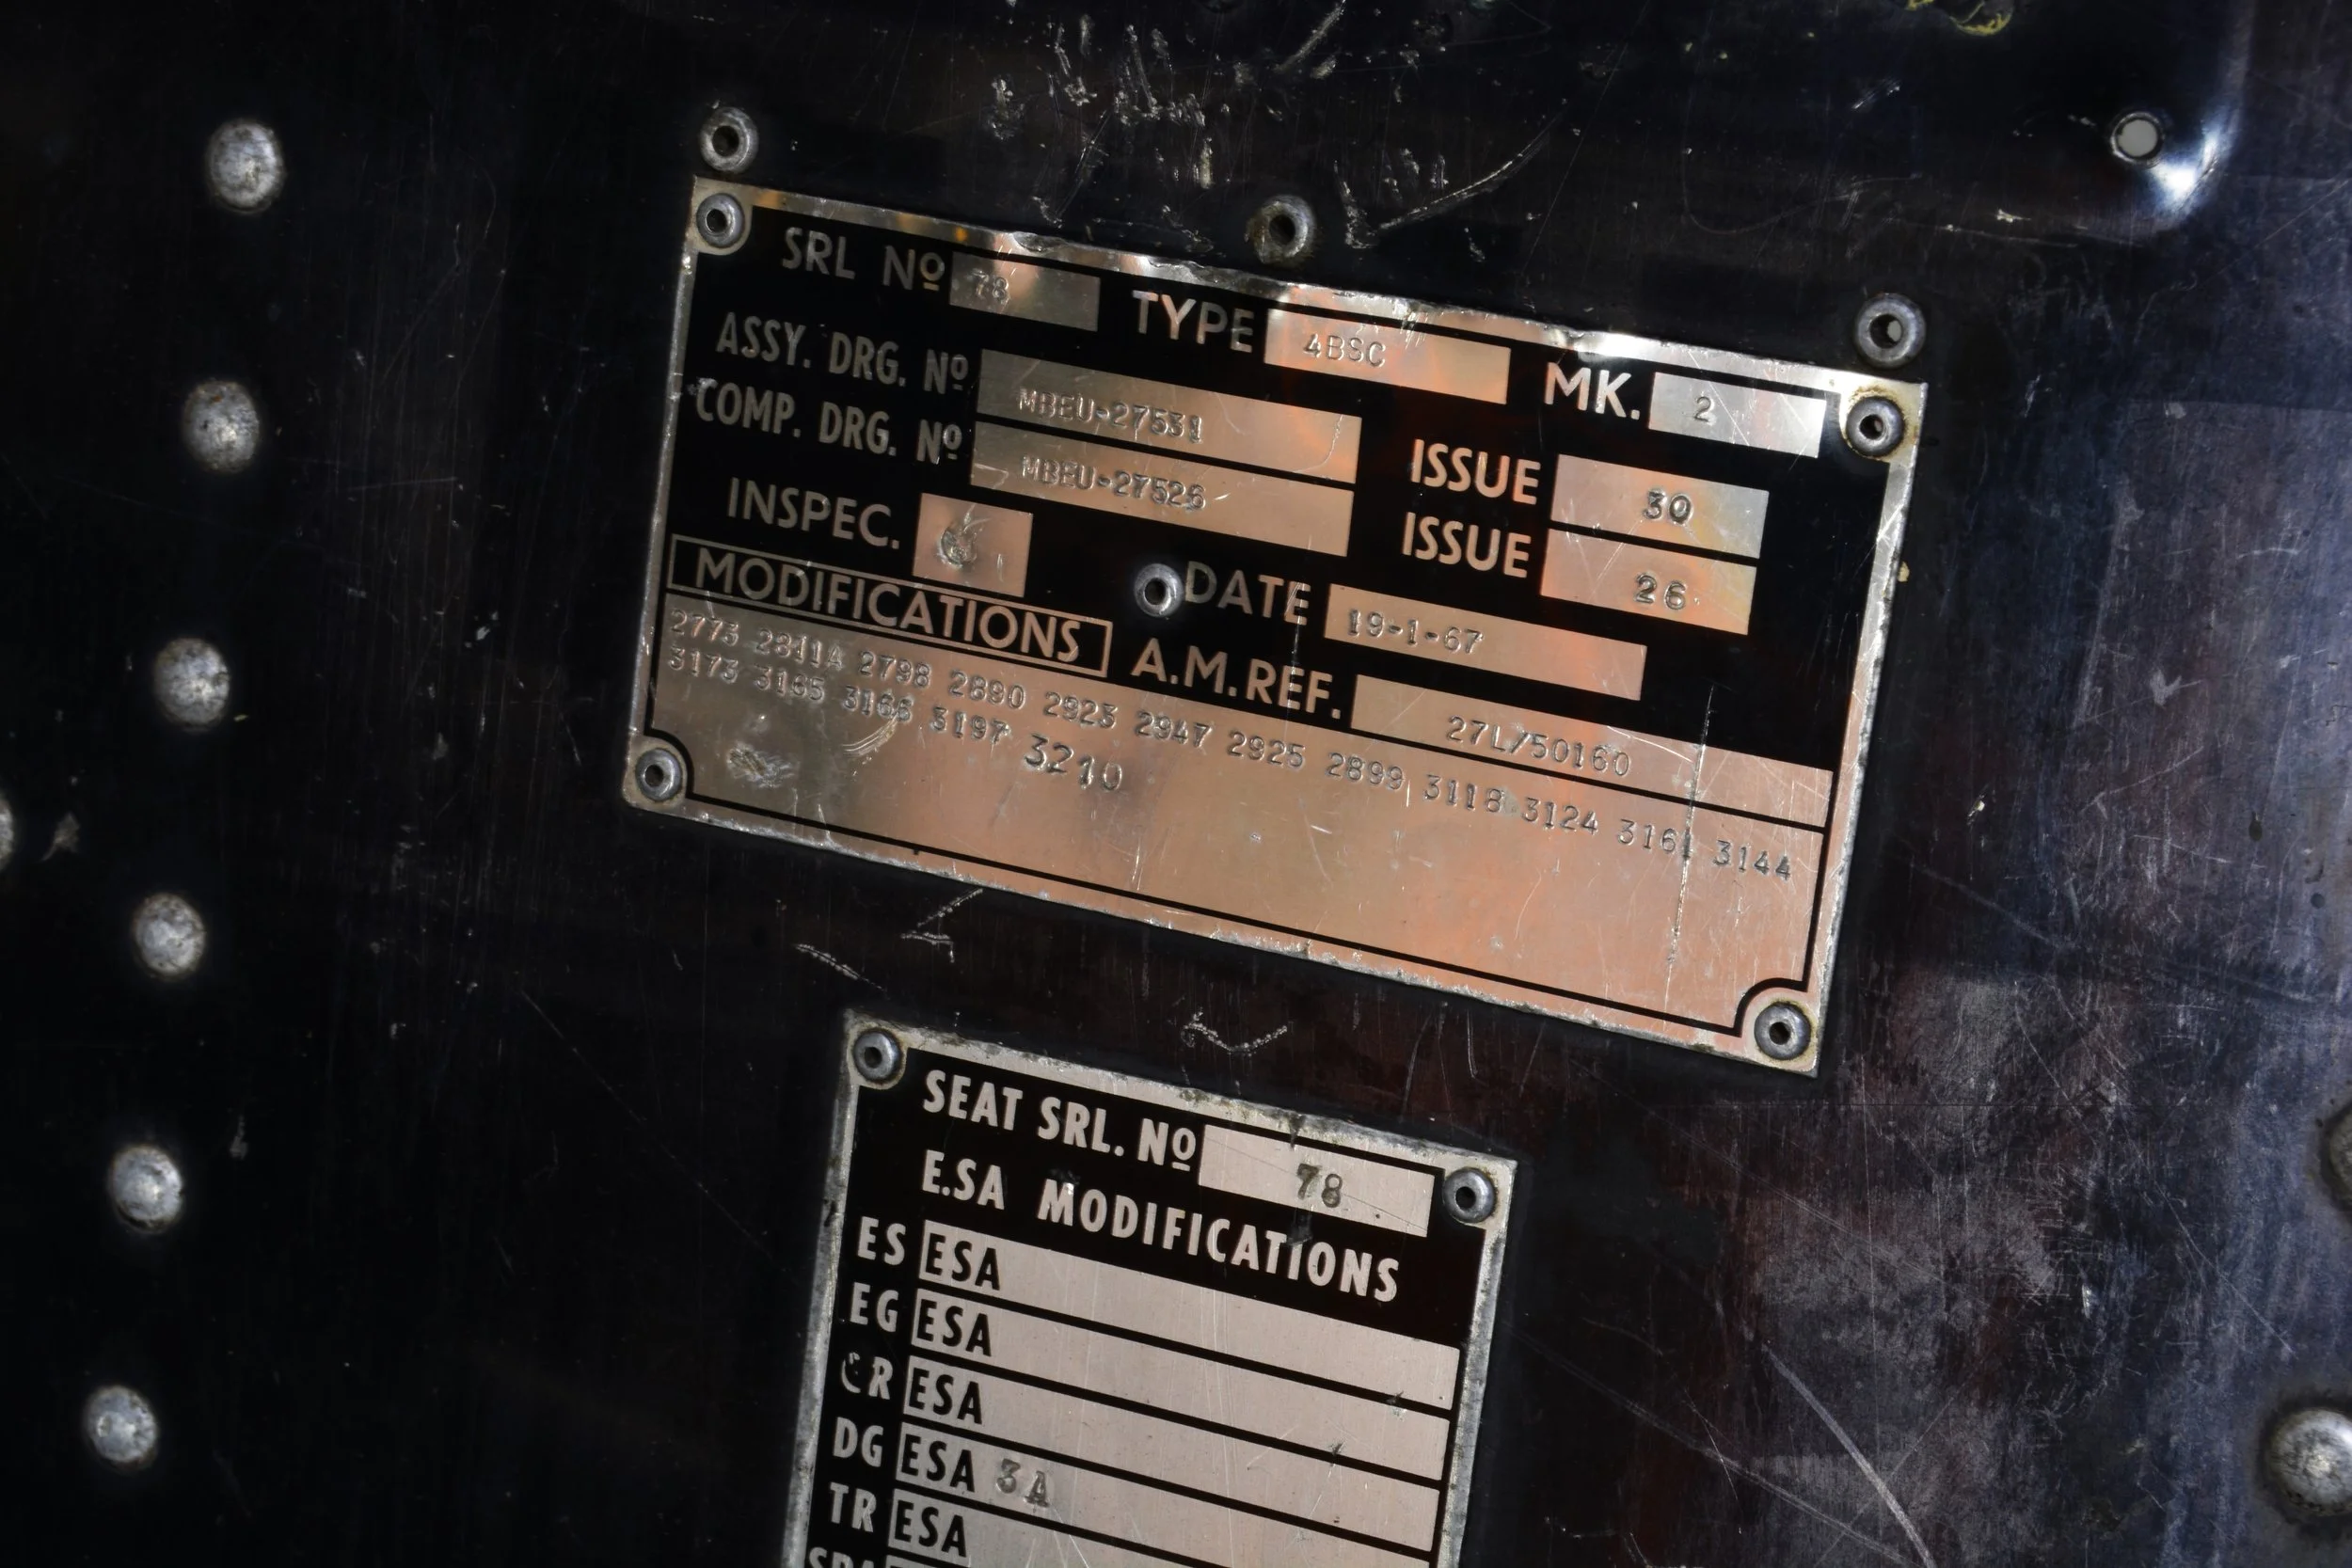 SRL Nº 78 TYPE 4BSC MK. 2
ASSY. DRG. Nº MBEU-27531 ISSUE 30
COMP. DRG. Nº MBEU-27526 ISSUE 26
INSPEC. DATE 19-1-67
MODIFICATIONS A.M. REF. 27L/50160
2773 2811A 2798 2890 2923 2947 2925 2899 3118 3124 3161 3144
3173 3165 3166 3197 3210
SEAT SRL. Nº 78
E.SA MODIFICATIONS
ES ESA
EG ESA
CR ESA
DG ESA 3A
TR ESA